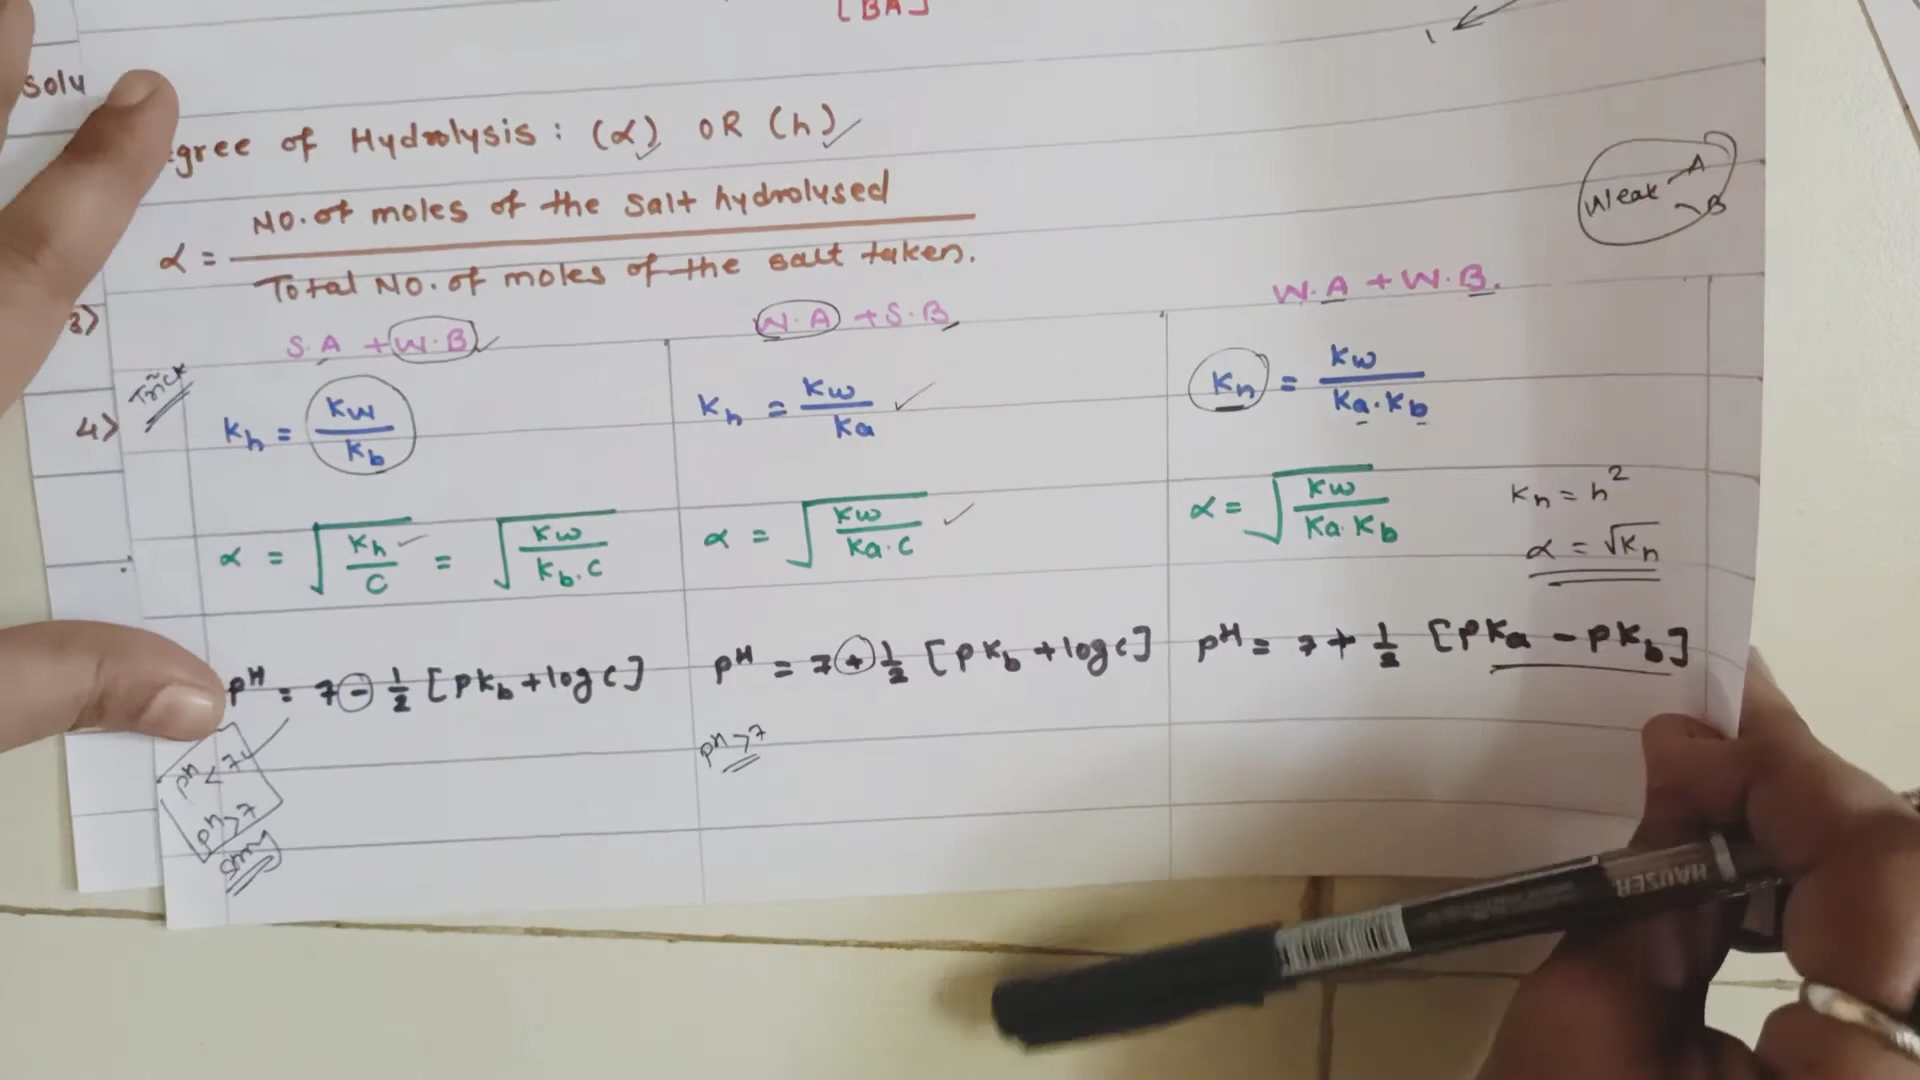 [BA]
solu
gree of Hydrolysis : (α) OR (h)
α = No. of moles of the salt hydrolysed / Total No. of moles of the salt taken.
Weak A B
3)
S.A + W.B
W.A + S.B
W.A + W.B.
4)
Trick
Kh = Kw / Kb
Kh = Kw / Ka
Kh = Kw / Ka.Kb
α = √(Kh / C) = √(Kw / Kb.C)
α = √(Kw / Ka.C)
α = √(Kw / Ka.Kb)
Kh = h²
α = √Kh
pH = 7 - 1/2 [PKb + log C]
pH = 7 + 1/2 [PKb + log C]
pH = 7 + 1/2 [PKa - PKb]
pH < 7
pH > 7
pH > 7
HAUSER